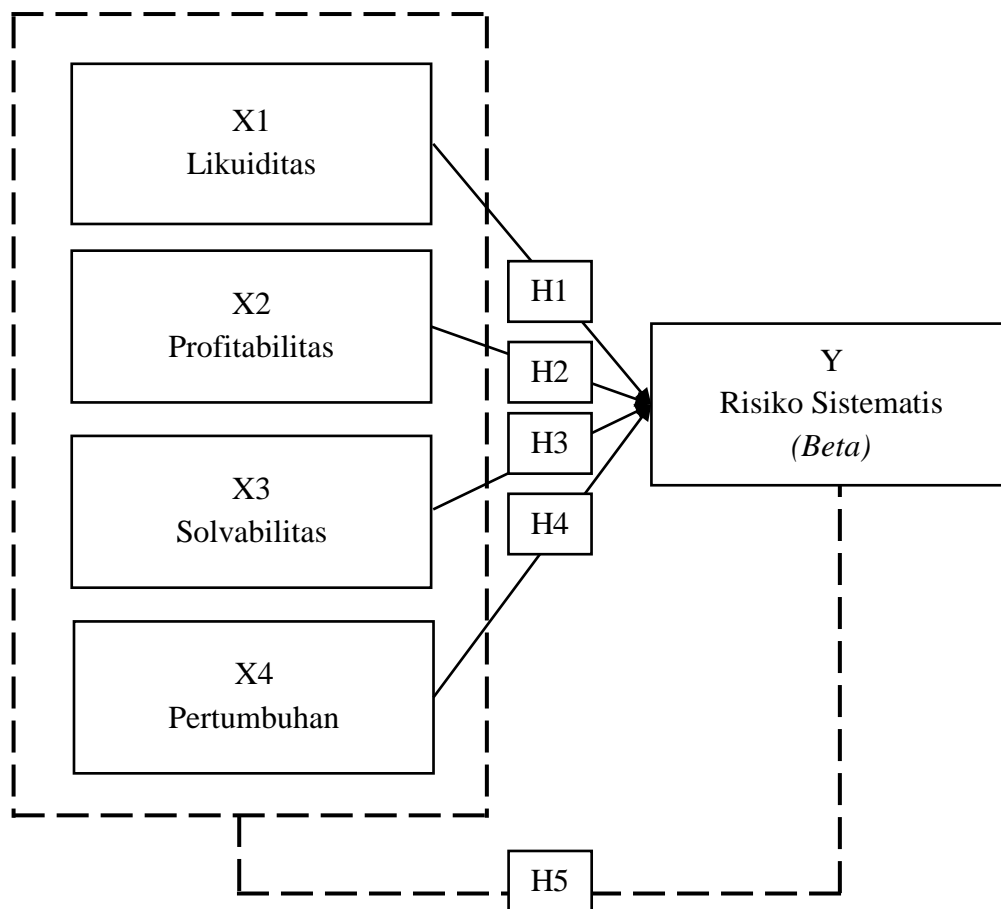 X1
Likuiditas
X2
Profitabilitas
X3
Solvabilitas
X4
Pertumbuhan
H1
H2
H3
H4
Y
Risiko Sistematis
(Beta)
H5